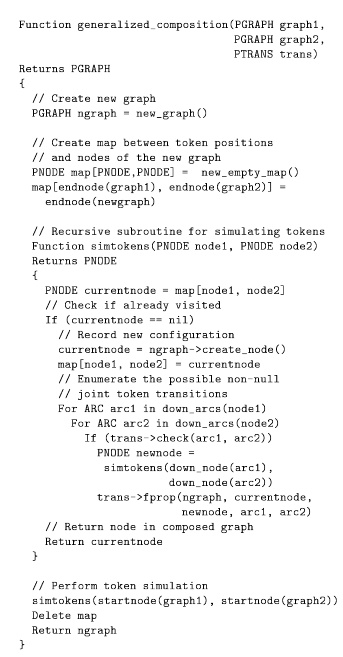 Function generalized_composition(PGRAPH graph1,
PGRAPH graph2,
PTRANS trans)
Returns PGRAPH
{
// Create new graph
PGRAPH ngraph = new_graph()
// Create map between token positions
// and nodes of the new graph
PNODE map[PNODE,PNODE] = new_empty_map()
map[endnode(graph1), endnode(graph2)] =
endnode(newgraph)
// Recursive subroutine for simulating tokens
Function simtokens(PNODE node1, PNODE node2)
Returns PNODE
{
PNODE currentnode = map[node1, node2]
// Check if already visited
If (currentnode == nil)
// Record new configuration
currentnode = ngraph->create_node()
map[node1, node2] = currentnode
// Enumerate the possible non-null
// joint token transitions
For ARC arc1 in down_arcs(node1)
For ARC arc2 in down_arcs(node2)
If (trans->check(arc1, arc2))
PNODE newnode =
simtokens(down_node(arc1),
down_node(arc2))
trans->fprop(ngraph, currentnode,
newnode, arc1, arc2)
// Return node in composed graph
Return currentnode
}
// Perform token simulation
simtokens(startnode(graph1), startnode(graph2))
Delete map
Return ngraph
}